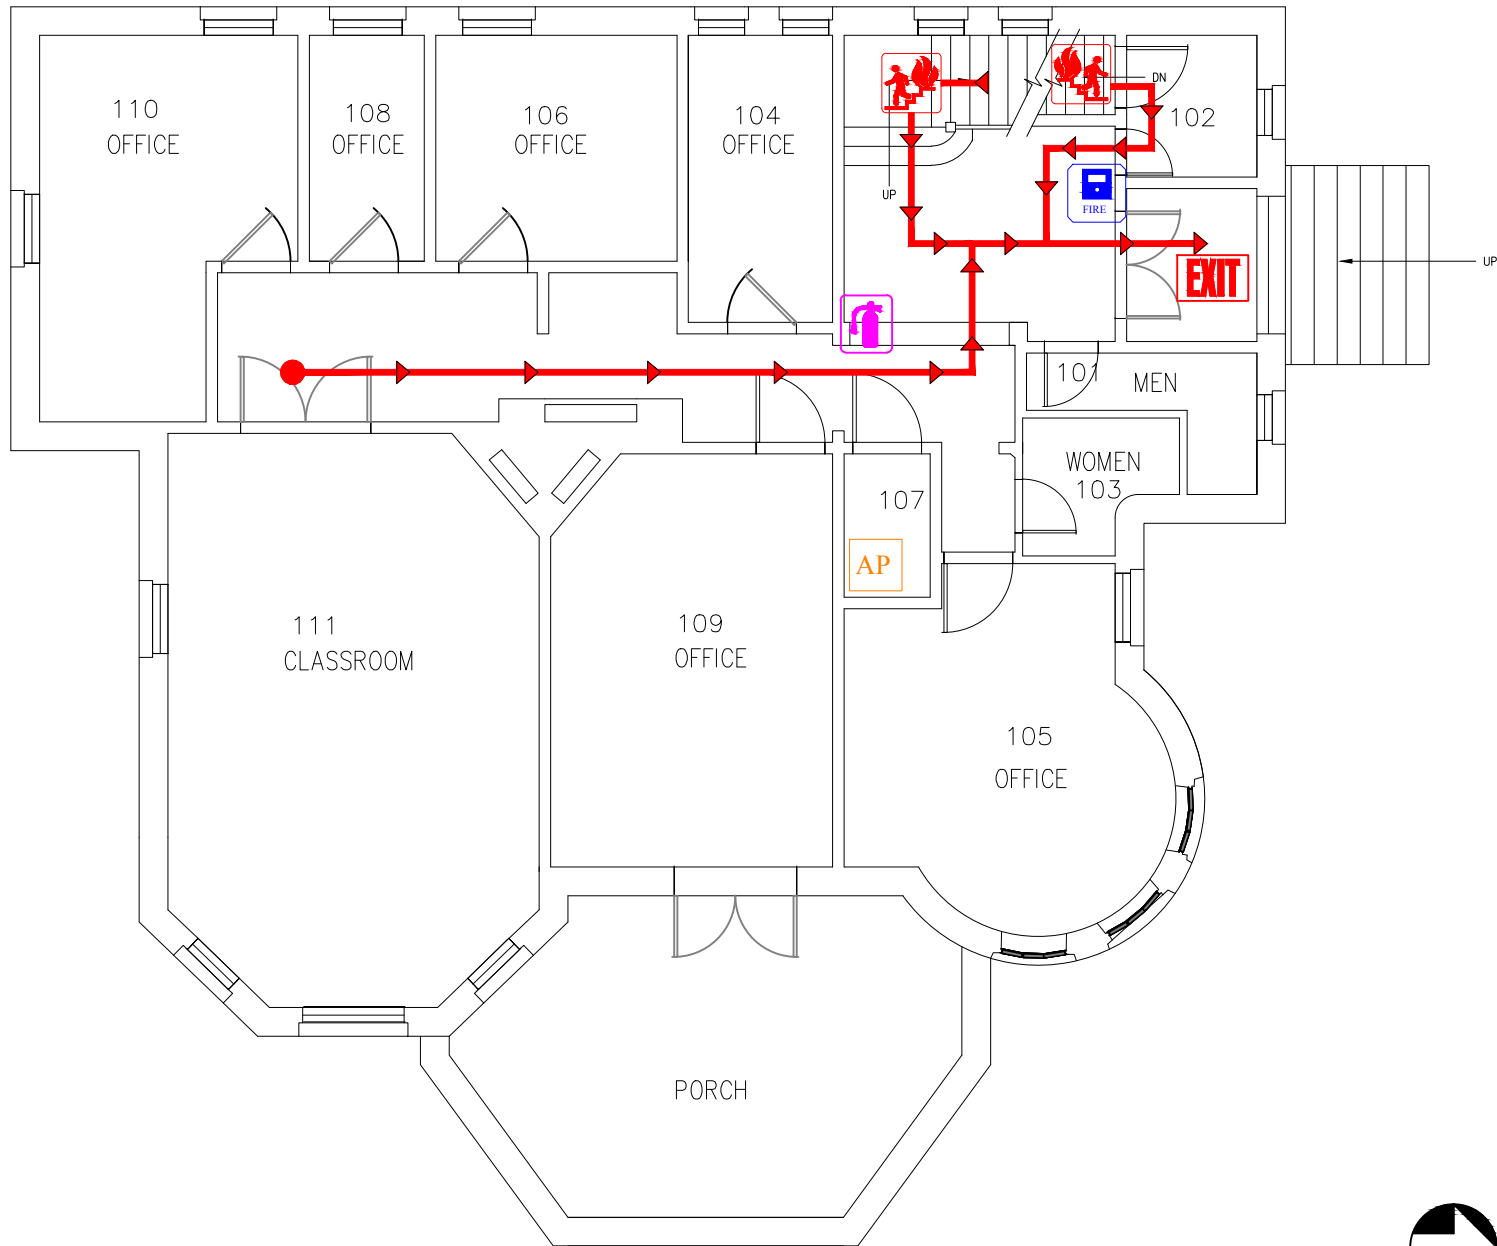 110
OFFICE
108
OFFICE
106
OFFICE
104
OFFICE
DN
102
UP
FIRE
EXIT
UP
101
MEN
WOMEN
103
107
AP
111
CLASSROOM
109
OFFICE
105
OFFICE
PORCH